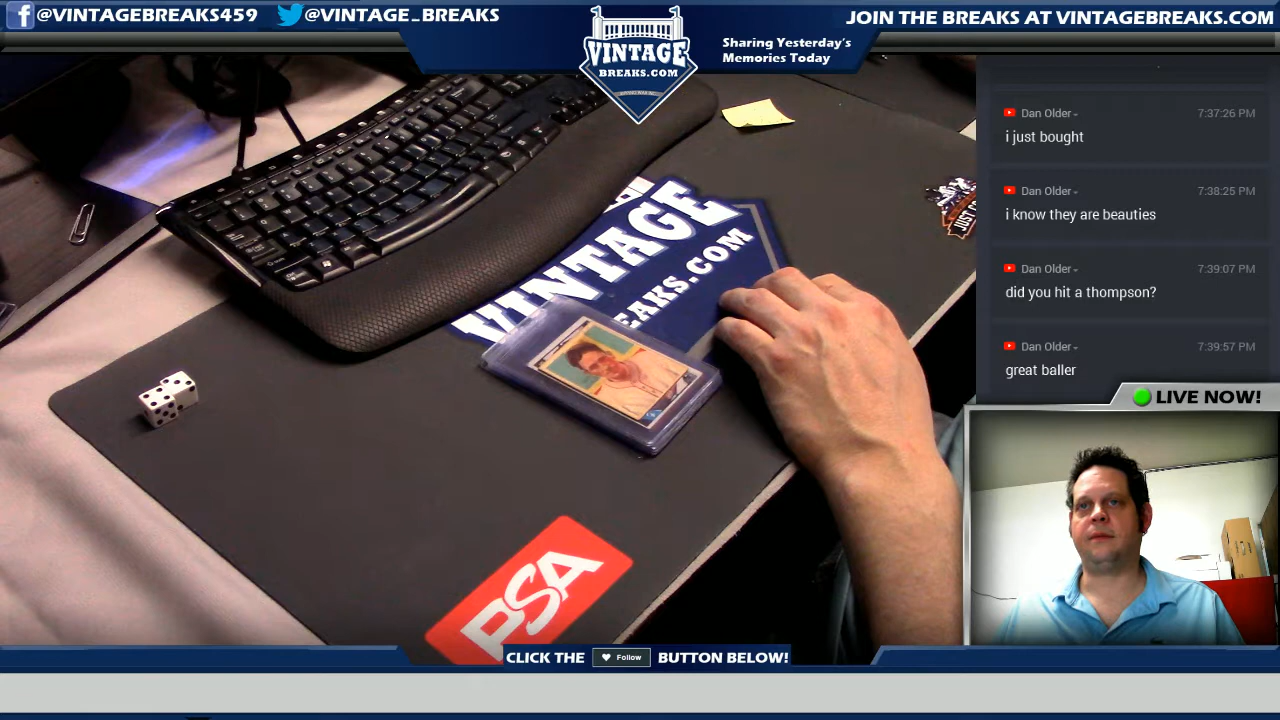 @VINTAGEBREAKS459
@VINTAGE_BREAKS
VINTAGE
BREAKS.COM
Sharing Yesterday's
Memories Today
JOIN THE BREAKS AT VINTAGEBREAKS.COM
Dan Older
7:37:26 PM
i just bought
Dan Older
7:38:25 PM
i know they are beauties
Dan Older
7:39:07 PM
did you hit a thompson?
Dan Older
7:39:57 PM
great baller
LIVE NOW!
VINTAGE
EAKS.COM
JUST
PSA
CLICK THE Follow BUTTON BELOW!